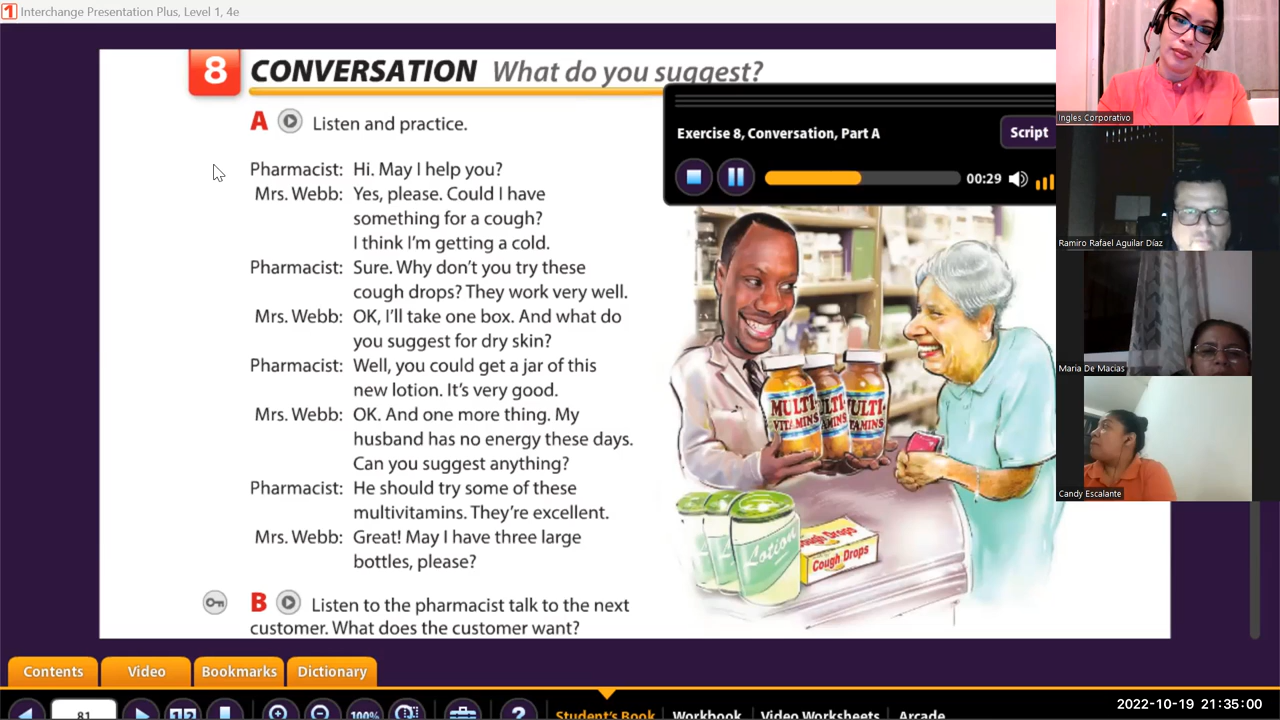 Interchange Presentation Plus, Level 1, 4e
8 CONVERSATION What do you suggest?
A Listen and practice.
Pharmacist: Hi. May I help you?
Mrs. Webb: Yes, please. Could I have
something for a cough?
I think I'm getting a cold.
Pharmacist: Sure. Why don't you try these
cough drops? They work very well.
Mrs. Webb: OK, I'll take one box. And what do
you suggest for dry skin?
Pharmacist: Well, you could get a jar of this
new lotion. It's very good.
Mrs. Webb: OK. And one more thing. My
husband has no energy these days.
Can you suggest anything?
Pharmacist: He should try some of these
multivitamins. They're excellent.
Mrs. Webb: Great! May I have three large
bottles, please?
B Listen to the pharmacist talk to the next
customer. What does the customer want?
Exercise 8, Conversation, Part A
Script
00:29
MULTI-
VITAMINS
MULTI-
VITAMINS
Lotion
Cough Drops
Cough Drops
Ingles Corporativo
Ramiro Rafael Aguilar Díaz
Maria De Macias
Candy Escalante
Contents
Video
Bookmarks
Dictionary
81
100%
?
Student's Book
Workbook
Video Worksheets
Arcade
2022-10-19 21:35:00